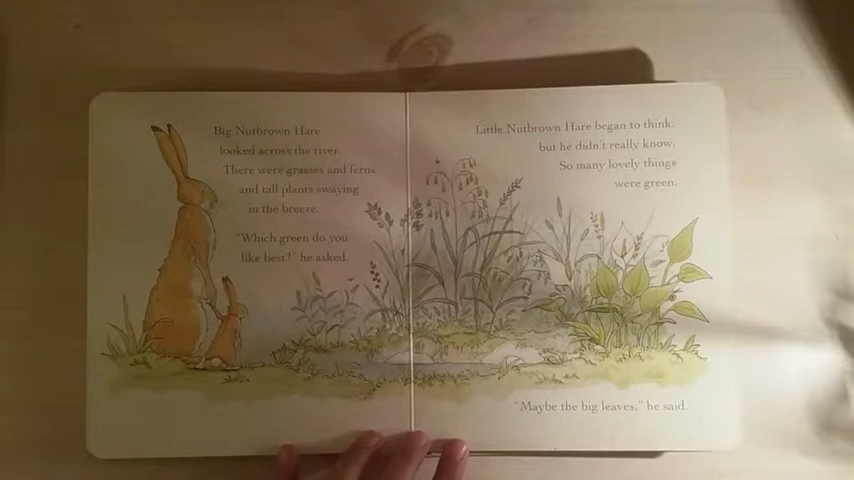 Big Nutbrown Hare
looked across the river.
There were grasses and ferns
and tall plants swaying
in the breeze.
"Which green do you
like best?" he asked.
Little Nutbrown Hare began to think,
but he didn't really know.
So many lovely things
were green.
"Maybe the big leaves," he said.